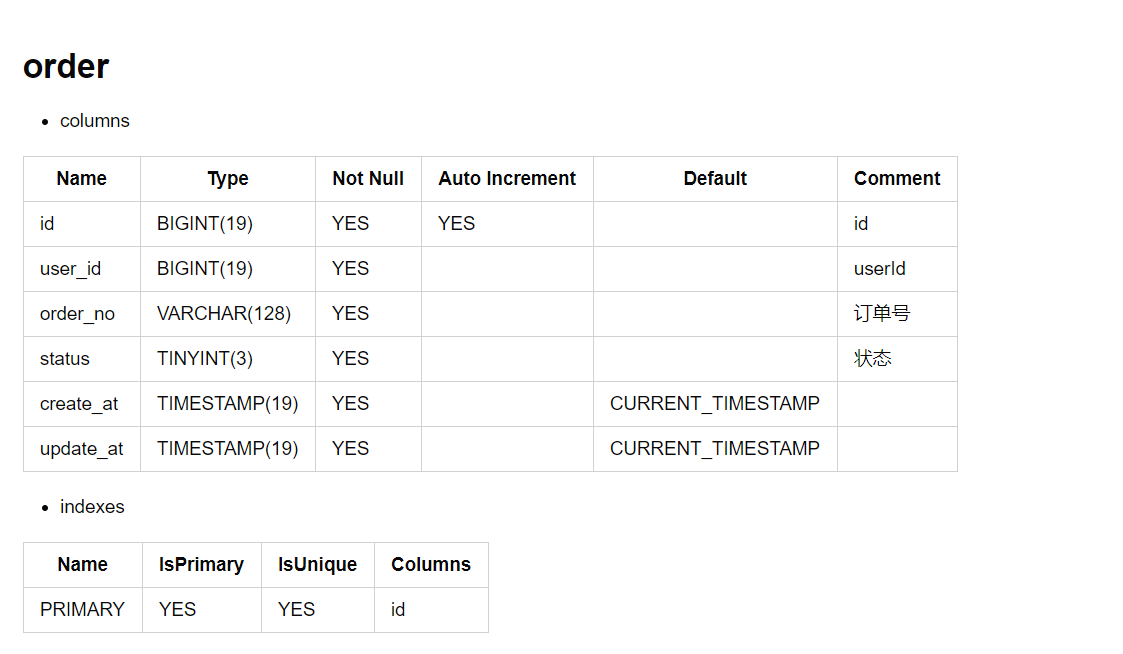 order
columns
Name Type Not Null Auto Increment Default Comment
id BIGINT(19) YES YES id
user_id BIGINT(19) YES userId
order_no VARCHAR(128) YES 订单号
status TINYINT(3) YES 状态
create_at TIMESTAMP(19) YES CURRENT_TIMESTAMP
update_at TIMESTAMP(19) YES CURRENT_TIMESTAMP
indexes
Name IsPrimary IsUnique Columns
PRIMARY YES YES id